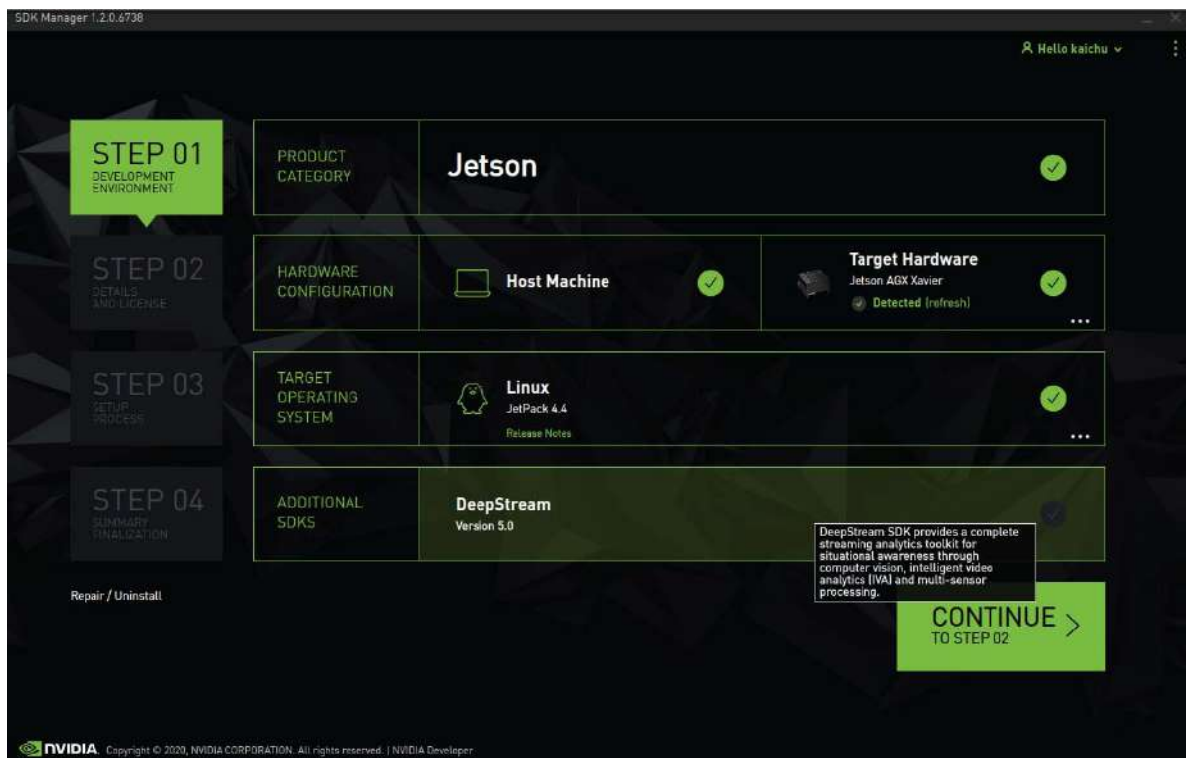 SDK Manager 1.2.0.6738
Hello kaichu
STEP 01
DEVELOPMENT
ENVIRONMENT
PRODUCT
CATEGORY
Jetson
STEP 02
DETAILS
AND LICENSE
HARDWARE
CONFIGURATION
Host Machine
Target Hardware
Jetson AGX Xavier
Detected (refresh)
...
STEP 03
SETUP
PROCESS
TARGET
OPERATING
SYSTEM
Linux
JetPack 4.4
Release Notes
...
STEP 04
SUMMARY
FINALIZATION
ADDITIONAL
SDKS
DeepStream
Version 5.0
DeepStream SDK provides a complete
streaming analytics toolkit for
situational awareness through
computer vision, intelligent video
analytics (IVA) and multi-sensor
processing.
Repair / Uninstall
CONTINUE >
TO STEP 02
NVIDIA. Copyright © 2020, NVIDIA CORPORATION. All rights reserved. | NVIDIA Developer